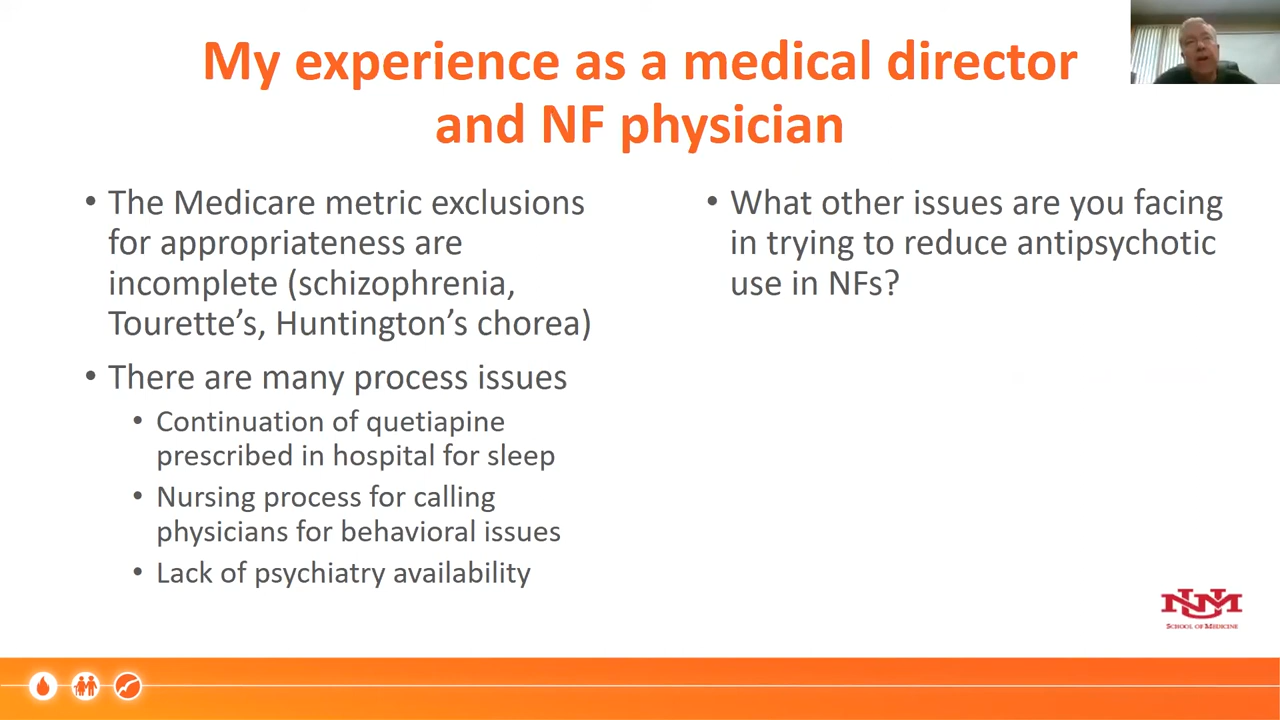 My experience as a medical director
and NF physician
• The Medicare metric exclusions
for appropriateness are
incomplete (schizophrenia,
Tourette’s, Huntington’s chorea)
• There are many process issues
• Continuation of quetiapine
prescribed in hospital for sleep
• Nursing process for calling
physicians for behavioral issues
• Lack of psychiatry availability
• What other issues are you facing
in trying to reduce antipsychotic
use in NFs?
UNM
SCHOOL OF MEDICINE